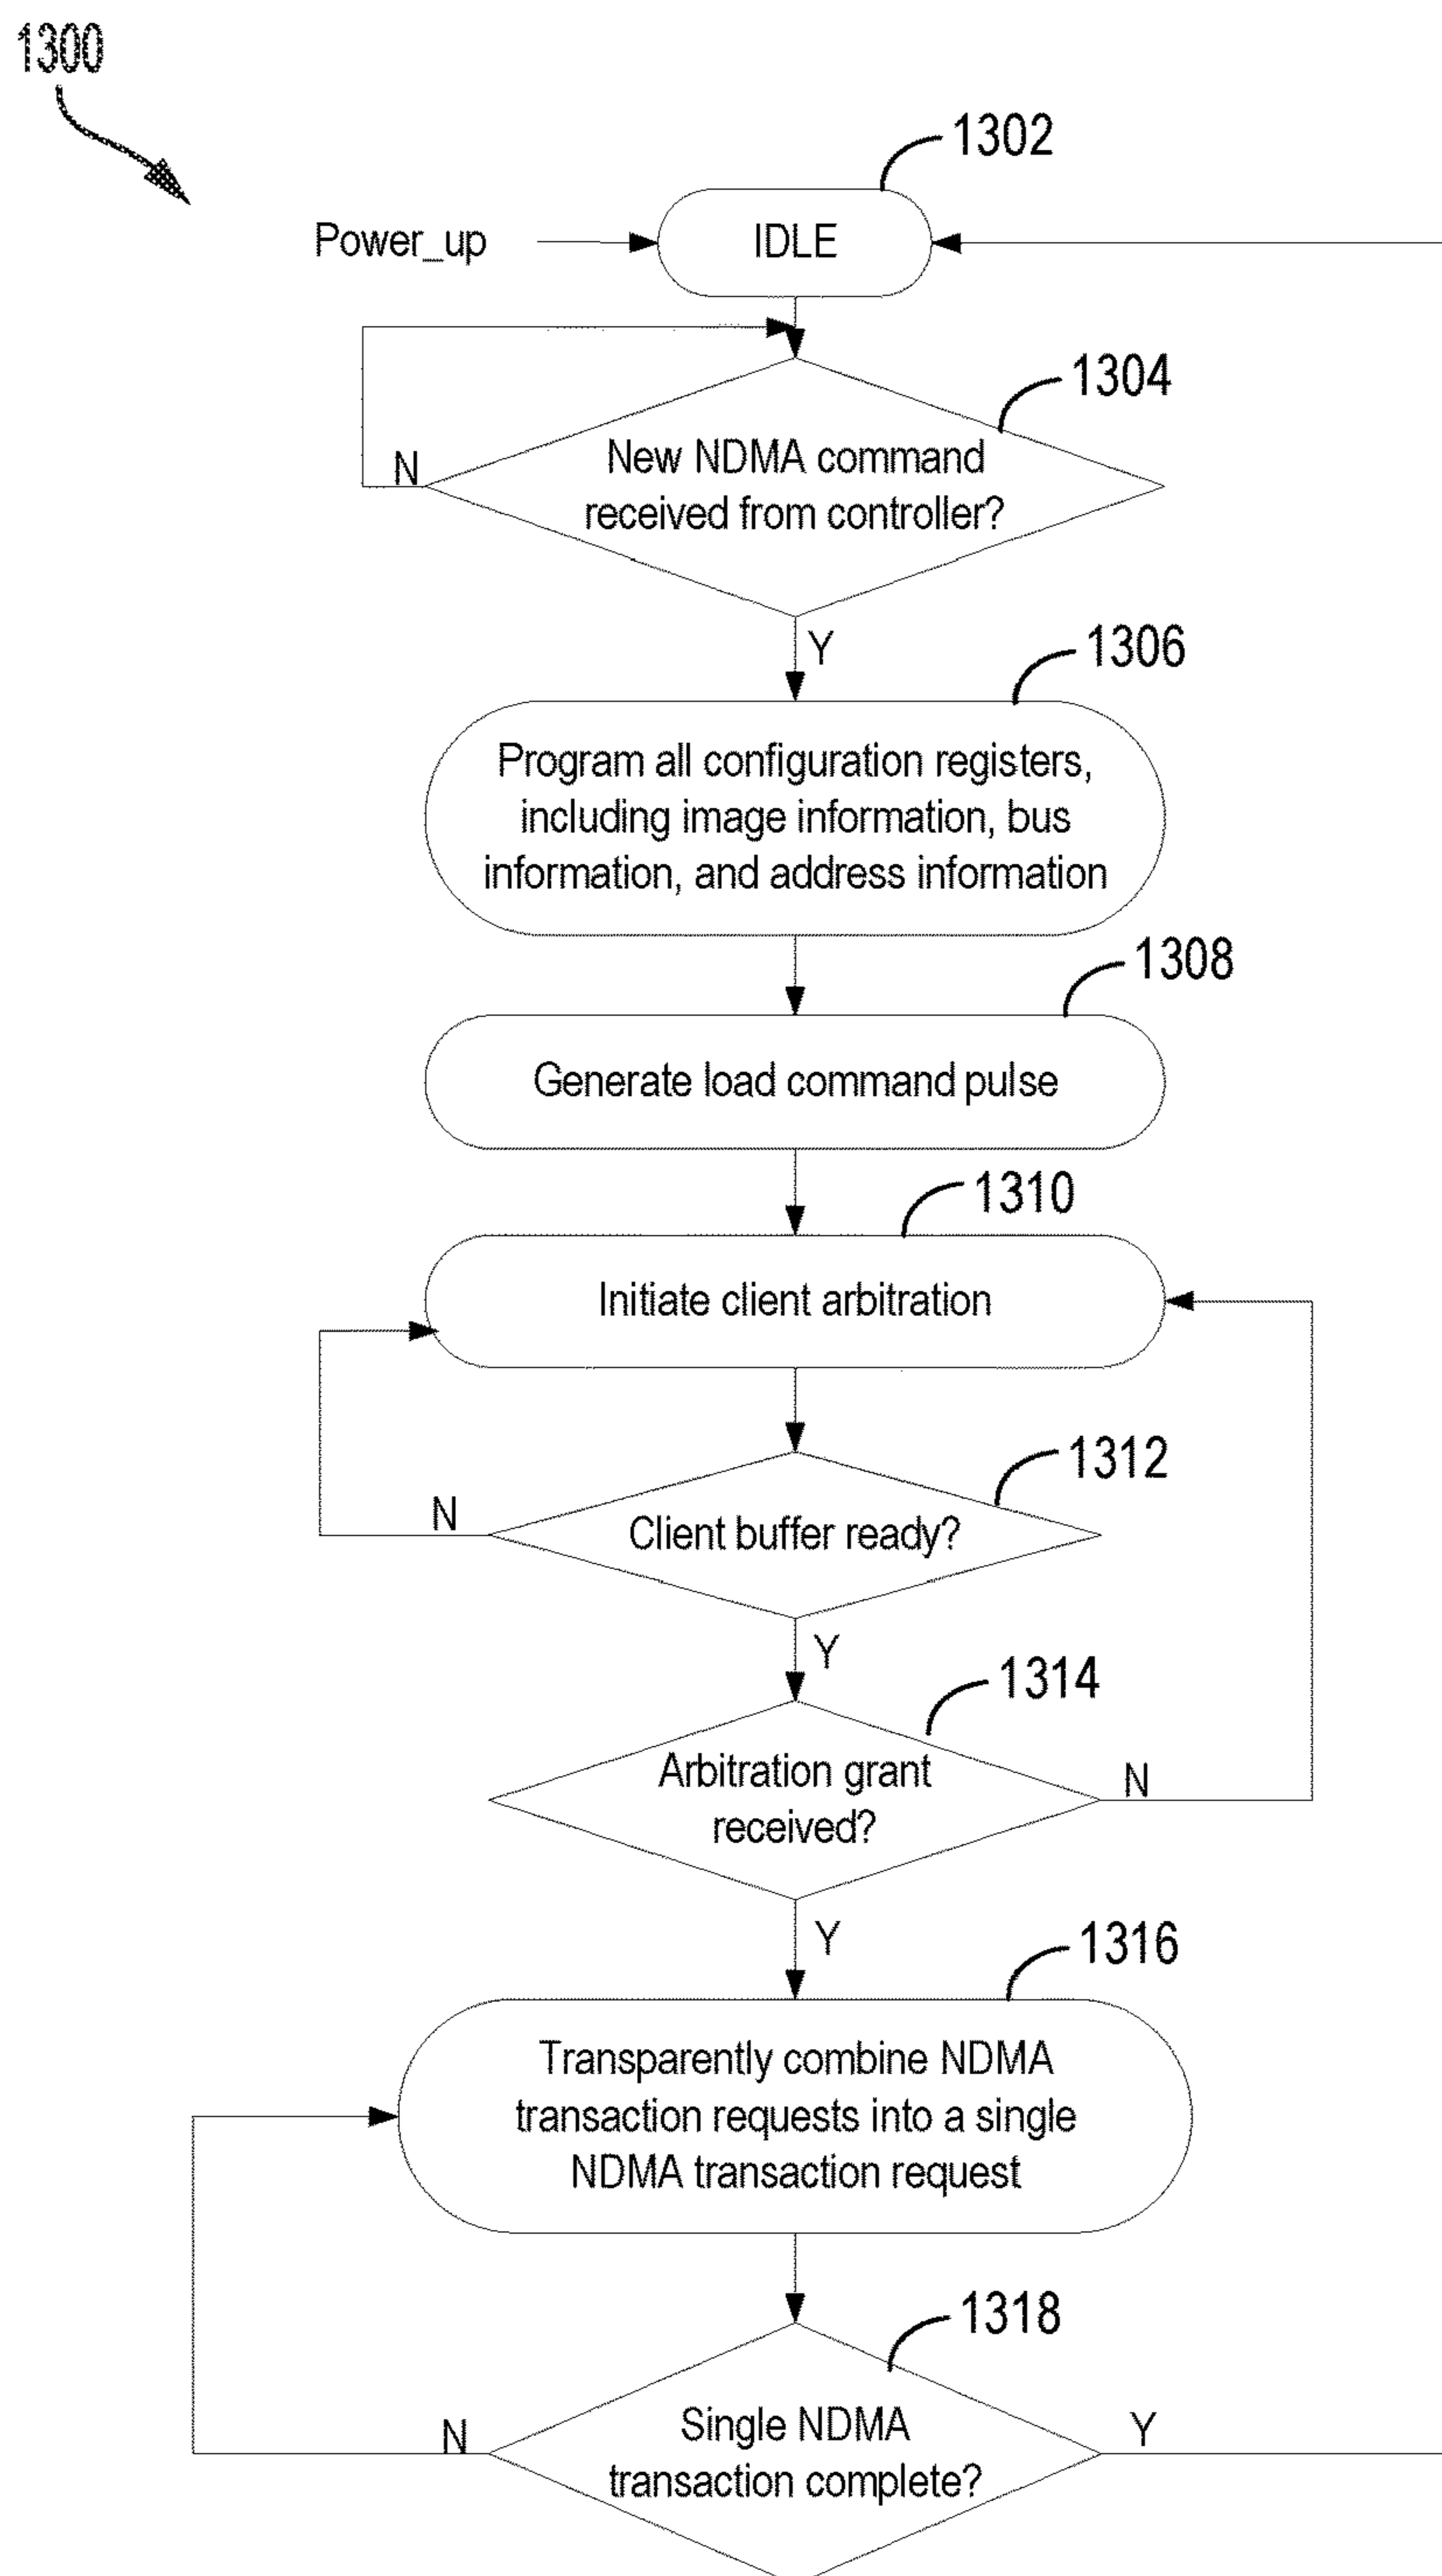 1300
1302
Power_up
IDLE
1304
New NDMA command
received from controller?
N
Y
1306
Program all configuration registers,
including image information, bus
information, and address information
1308
Generate load command pulse
1310
Initiate client arbitration
1312
N
Client buffer ready?
Y
1314
Arbitration grant
received?
N
Y
1316
Transparently combine NDMA
transaction requests into a single
NDMA transaction request
1318
Single NDMA
transaction complete?
N
Y